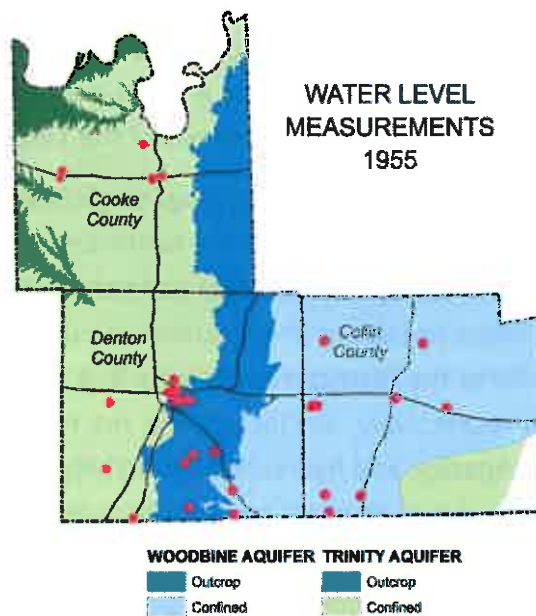 WATER LEVEL
MEASUREMENTS
1955
Cooke
County
Denton
County
Collin
County
WOODBINE AQUIFER TRINITY AQUIFER
Outcrop Outcrop
Confined Confined